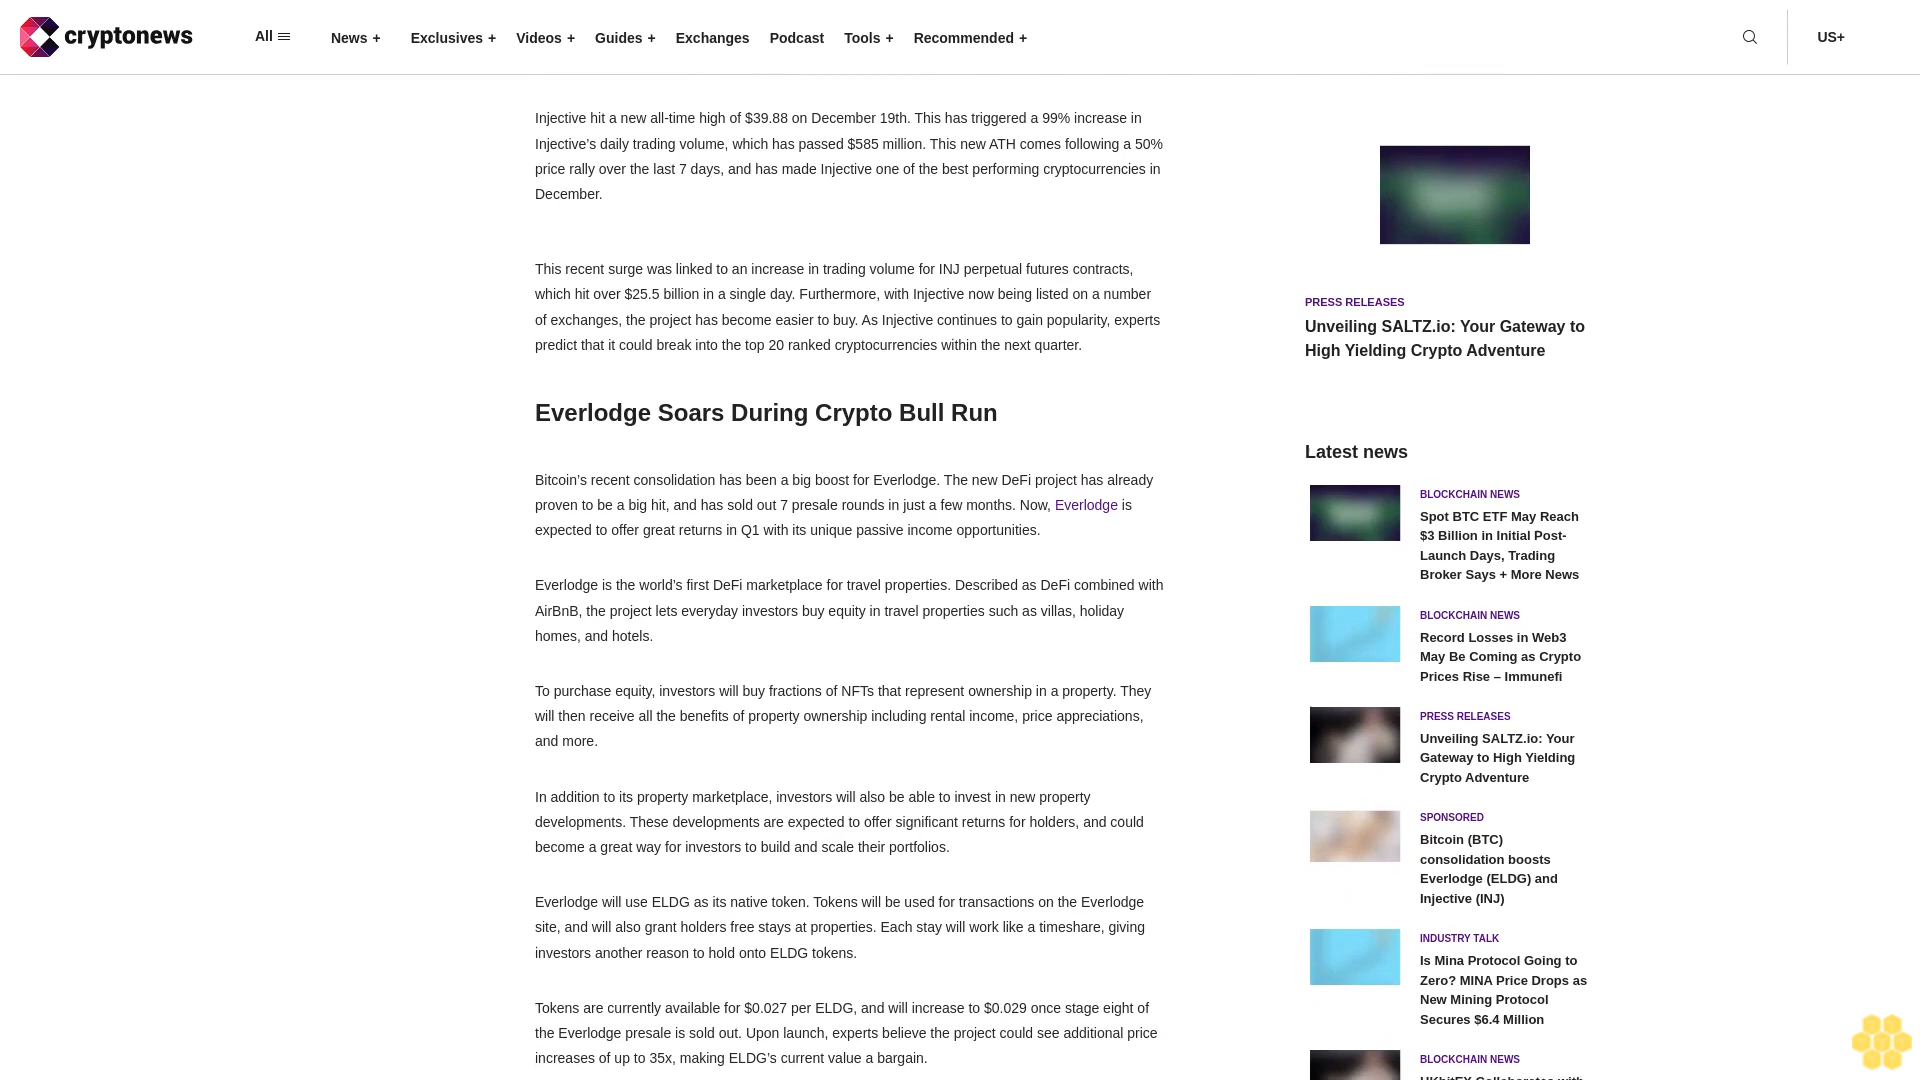 cryptonews
All
News +
Exclusives +
Videos +
Guides +
Exchanges
Podcast
Tools +
Recommended +
US+
Injective hit a new all-time high of $39.88 on December 19th. This has triggered a 99% increase in
Injective’s daily trading volume, which has passed $585 million. This new ATH comes following a 50%
price rally over the last 7 days, and has made Injective one of the best performing cryptocurrencies in
December.
This recent surge was linked to an increase in trading volume for INJ perpetual futures contracts,
which hit over $25.5 billion in a single day. Furthermore, with Injective now being listed on a number
of exchanges, the project has become easier to buy. As Injective continues to gain popularity, experts
predict that it could break into the top 20 ranked cryptocurrencies within the next quarter.
Everlodge Soars During Crypto Bull Run
Bitcoin’s recent consolidation has been a big boost for Everlodge. The new DeFi project has already
proven to be a big hit, and has sold out 7 presale rounds in just a few months. Now, Everlodge is
expected to offer great returns in Q1 with its unique passive income opportunities.
Everlodge is the world’s first DeFi marketplace for travel properties. Described as DeFi combined with
AirBnB, the project lets everyday investors buy equity in travel properties such as villas, holiday
homes, and hotels.
To purchase equity, investors will buy fractions of NFTs that represent ownership in a property. They
will then receive all the benefits of property ownership including rental income, price appreciations,
and more.
In addition to its property marketplace, investors will also be able to invest in new property
developments. These developments are expected to offer significant returns for holders, and could
become a great way for investors to build and scale their portfolios.
Everlodge will use ELDG as its native token. Tokens will be used for transactions on the Everlodge
site, and will also grant holders free stays at properties. Each stay will work like a timeshare, giving
investors another reason to hold onto ELDG tokens.
Tokens are currently available for $0.027 per ELDG, and will increase to $0.029 once stage eight of
the Everlodge presale is sold out. Upon launch, experts believe the project could see additional price
increases of up to 35x, making ELDG’s current value a bargain.
PRESS RELEASES
Unveiling SALTZ.io: Your Gateway to
High Yielding Crypto Adventure
Latest news
BLOCKCHAIN NEWS
Spot BTC ETF May Reach
$3 Billion in Initial Post-
Launch Days, Trading
Broker Says + More News
BLOCKCHAIN NEWS
Record Losses in Web3
May Be Coming as Crypto
Prices Rise – Immunefi
PRESS RELEASES
Unveiling SALTZ.io: Your
Gateway to High Yielding
Crypto Adventure
SPONSORED
Bitcoin (BTC)
consolidation boosts
Everlodge (ELDG) and
Injective (INJ)
INDUSTRY TALK
Is Mina Protocol Going to
Zero? MINA Price Drops as
New Mining Protocol
Secures $6.4 Million
BLOCKCHAIN NEWS